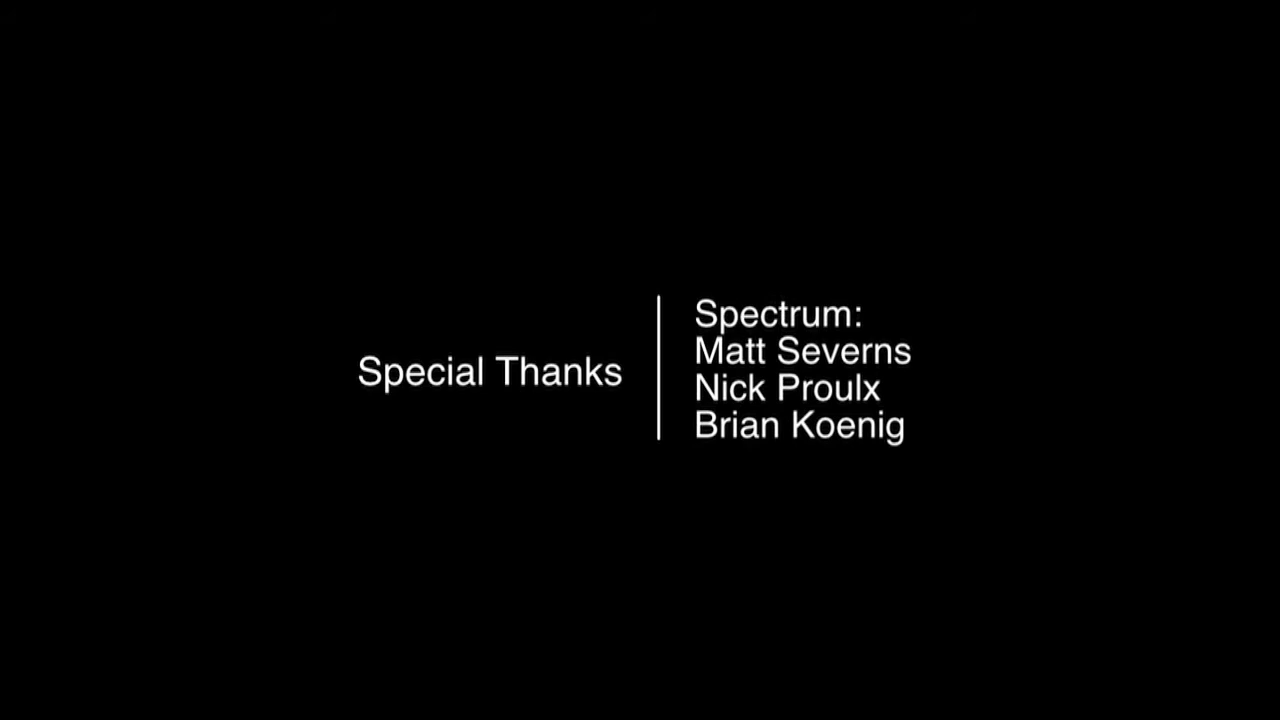 Special Thanks
Spectrum:
Matt Severns
Nick Proulx
Brian Koenig